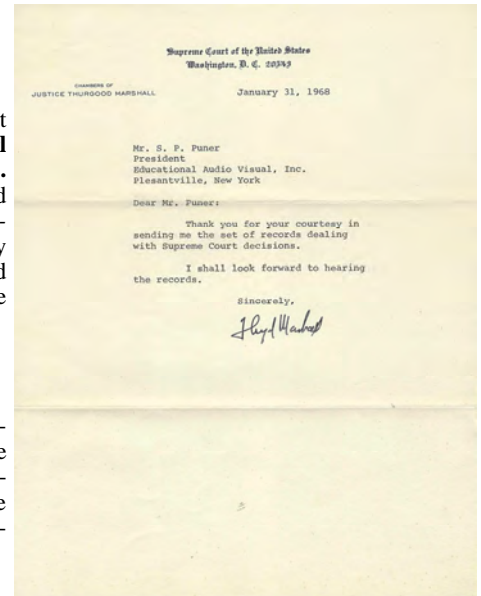 Supreme Court of the United States
Washington, D. C. 20543
CHAMBERS OF
JUSTICE THURGOOD MARSHALL
January 31, 1968
t
l
.
d
-
y
d
e
Mr. S. P. Puner
President
Educational Audio Visual, Inc.
Plesantville, New York
Dear Mr. Puner:
Thank you for your courtesy in
sending me the set of records dealing
with Supreme Court decisions.
I shall look forward to hearing
the records.
Sincerely,
-
e
-
e
-